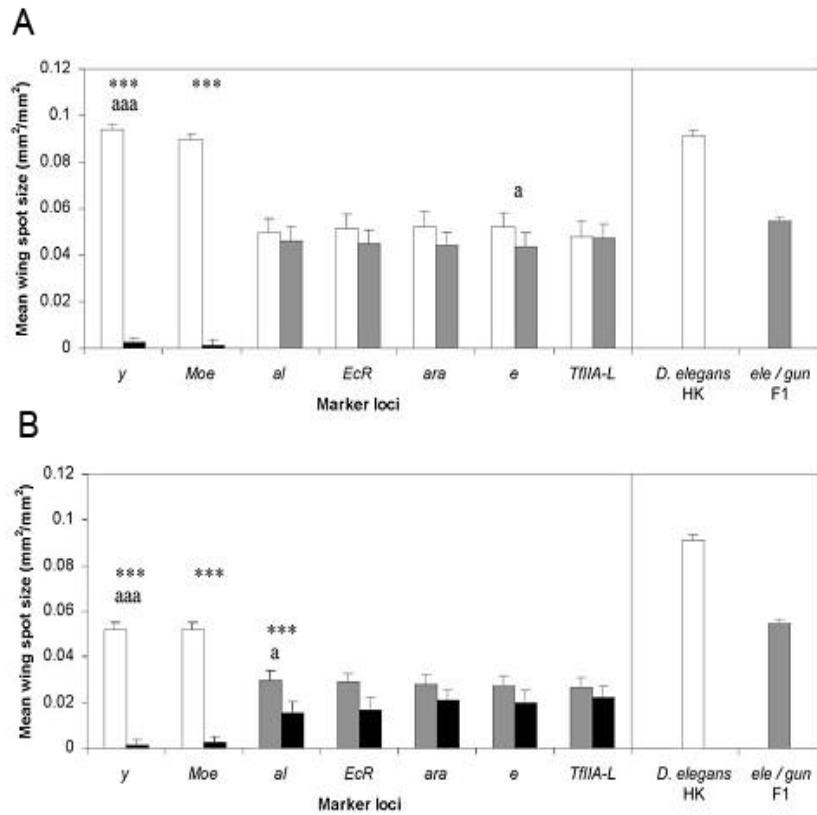 A
Mean wing spot size (mm²/mm²)
0.12
0.1
0.08
0.06
0.04
0.02
0
***
aaa
***
a
y Moe al EcR ara e TfIIA-L D. elegans HK ele / gun F1
Marker loci
B
Mean wing spot size (mm²/mm²)
0.12
0.1
0.08
0.06
0.04
0.02
0
***
aaa
***
***
a
y Moe al EcR ara e TfIIA-L D. elegans HK ele / gun F1
Marker loci